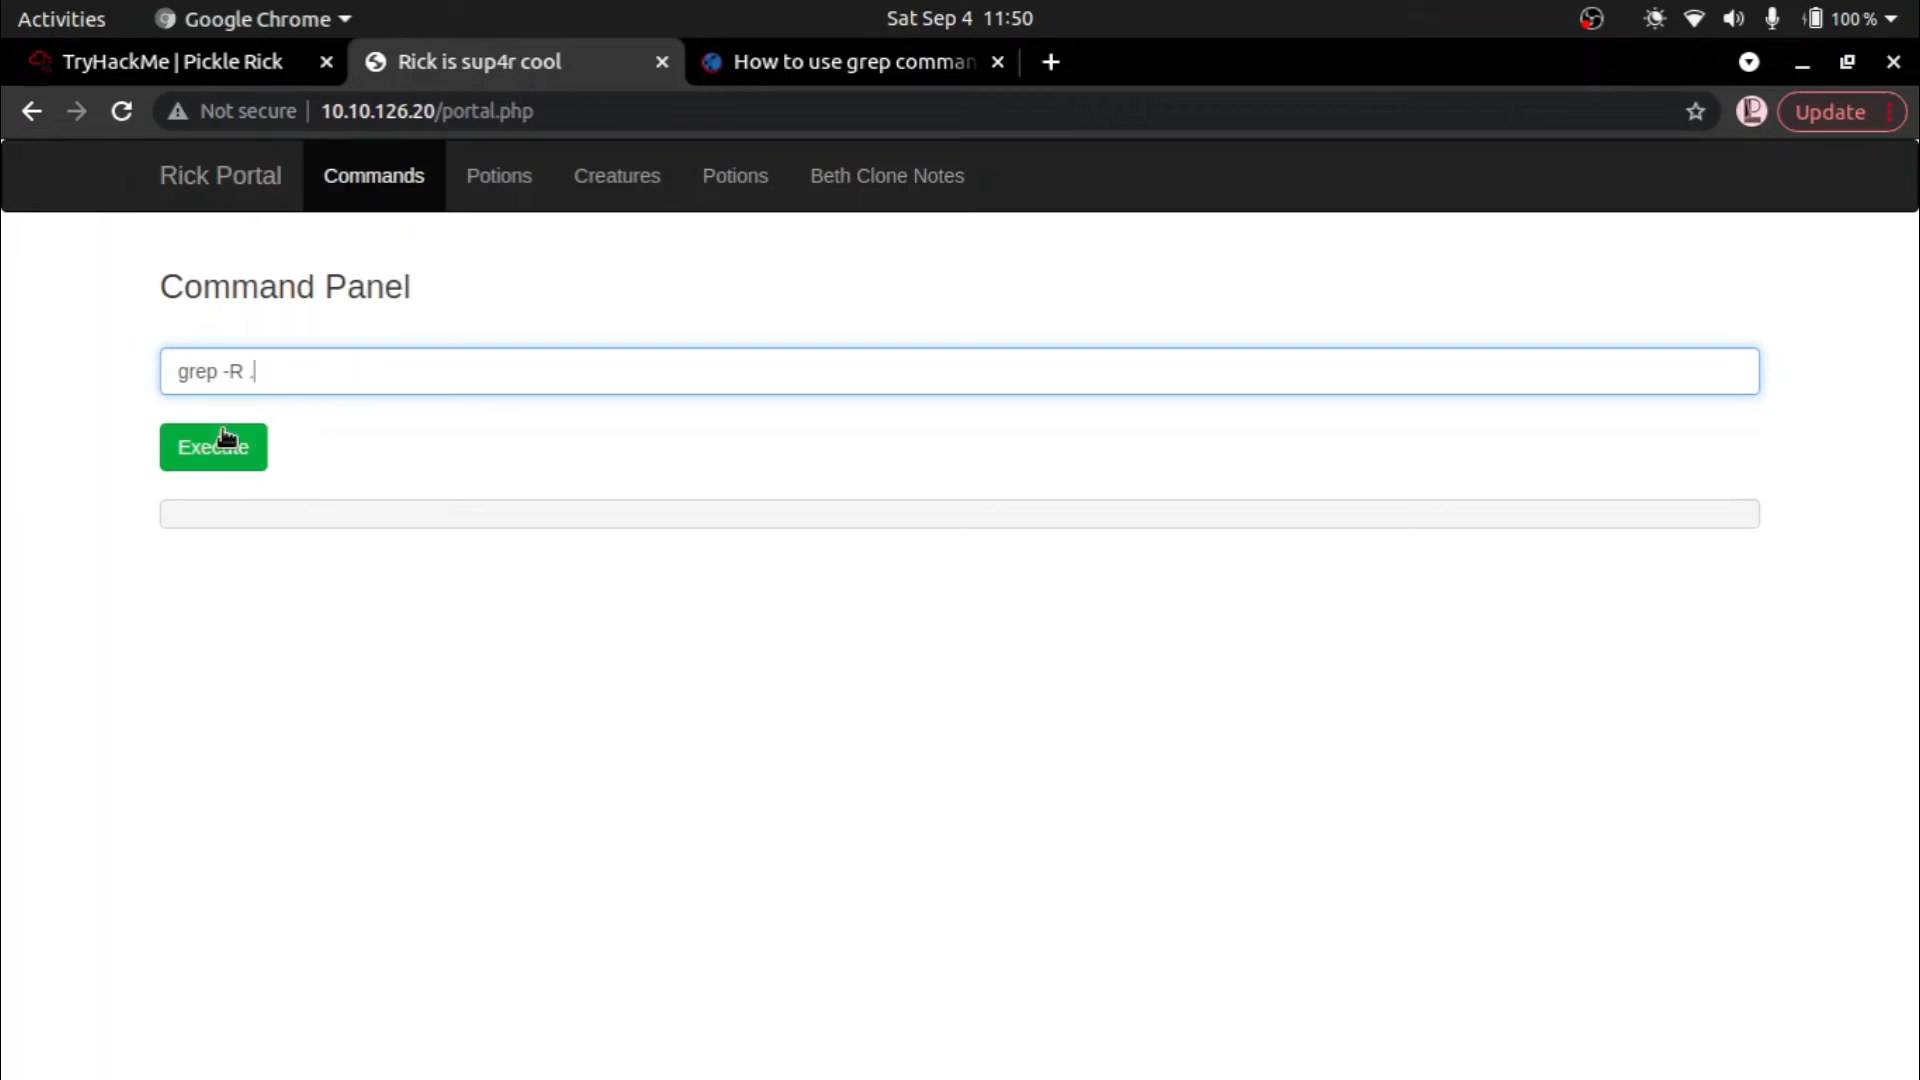 Activities Google Chrome Sat Sep 4 11:50 100 %
TryHackMe | Pickle Rick Rick is sup4r cool How to use grep comman
Not secure 10.10.126.20/portal.php Update
Rick Portal Commands Potions Creatures Potions Beth Clone Notes
Command Panel
grep -R .
Execute